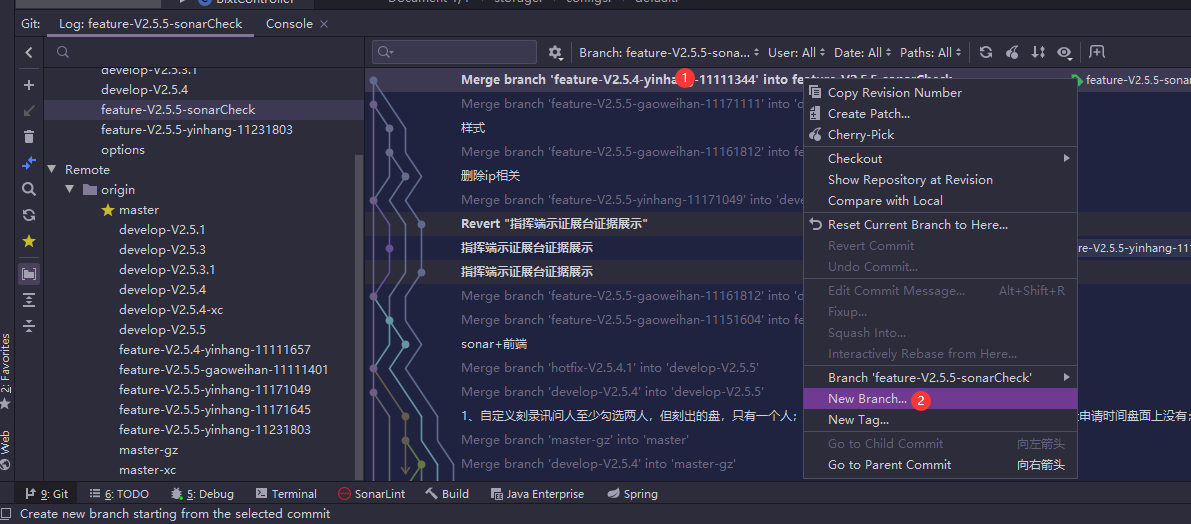 BixtController
Document 4/4
storage:
configs:
default:
Git:
Log: feature-V2.5.5-sonarCheck
Console
Branch: feature-V2.5.5-sona...
User: All
Date: All
Paths: All
develop-V2.5.3.1
develop-V2.5.4
feature-V2.5.5-sonarCheck
feature-V2.5.5-yinhang-11231803
options
Remote
origin
master
develop-V2.5.1
develop-V2.5.3
develop-V2.5.3.1
develop-V2.5.4
develop-V2.5.4-xc
develop-V2.5.5
feature-V2.5.4-yinhang-11111657
feature-V2.5.5-gaoweihan-11111401
feature-V2.5.5-yinhang-11171049
feature-V2.5.5-yinhang-11171645
feature-V2.5.5-yinhang-11231803
master-gz
master-xc
Merge branch 'feature-V2.5.4-yinhang-11111344' into feature-V2.5.5-sonarCheck
1
feature-V2.5.5-sonar
Merge branch 'feature-V2.5.5-gaoweihan-11171111' into 'd
样式
Merge branch 'feature-V2.5.5-gaoweihan-11161812' into fe
删除ip相关
Merge branch 'feature-V2.5.5-yinhang-11171049' into 'deve
Revert "指挥端示证展台证据展示"
指挥端示证展台证据展示
re-V2.5.5-yinhang-11
指挥端示证展台证据展示
Merge branch 'feature-V2.5.5-gaoweihan-11161812' into 'd
Merge branch 'feature-V2.5.5-gaoweihan-11151604' into fe
sonar+前端
Merge branch 'hotfix-V2.5.4.1' into 'develop-V2.5.5'
Merge branch 'develop-V2.5.4' into 'develop-V2.5.5'
1、自定义刻录讯问人至少勾选两人，但刻出的盘，只有一个人；
申请时间盘面上没有；
Merge branch 'master-gz' into 'master'
Merge branch 'develop-V2.5.4' into 'master-gz'
Copy Revision Number
Create Patch...
Cherry-Pick
Checkout
Show Repository at Revision
Compare with Local
Reset Current Branch to Here...
Revert Commit
Undo Commit...
Edit Commit Message... Alt+Shift+R
Fixup...
Squash Into...
Interactively Rebase from Here...
Branch 'feature-V2.5.5-sonarCheck'
New Branch...
2
New Tag...
Go to Child Commit 向左箭头
Go to Parent Commit 向右箭头
2: Favorites
Web
9: Git
6: TODO
5: Debug
Terminal
SonarLint
Build
Java Enterprise
Spring
Create new branch starting from the selected commit